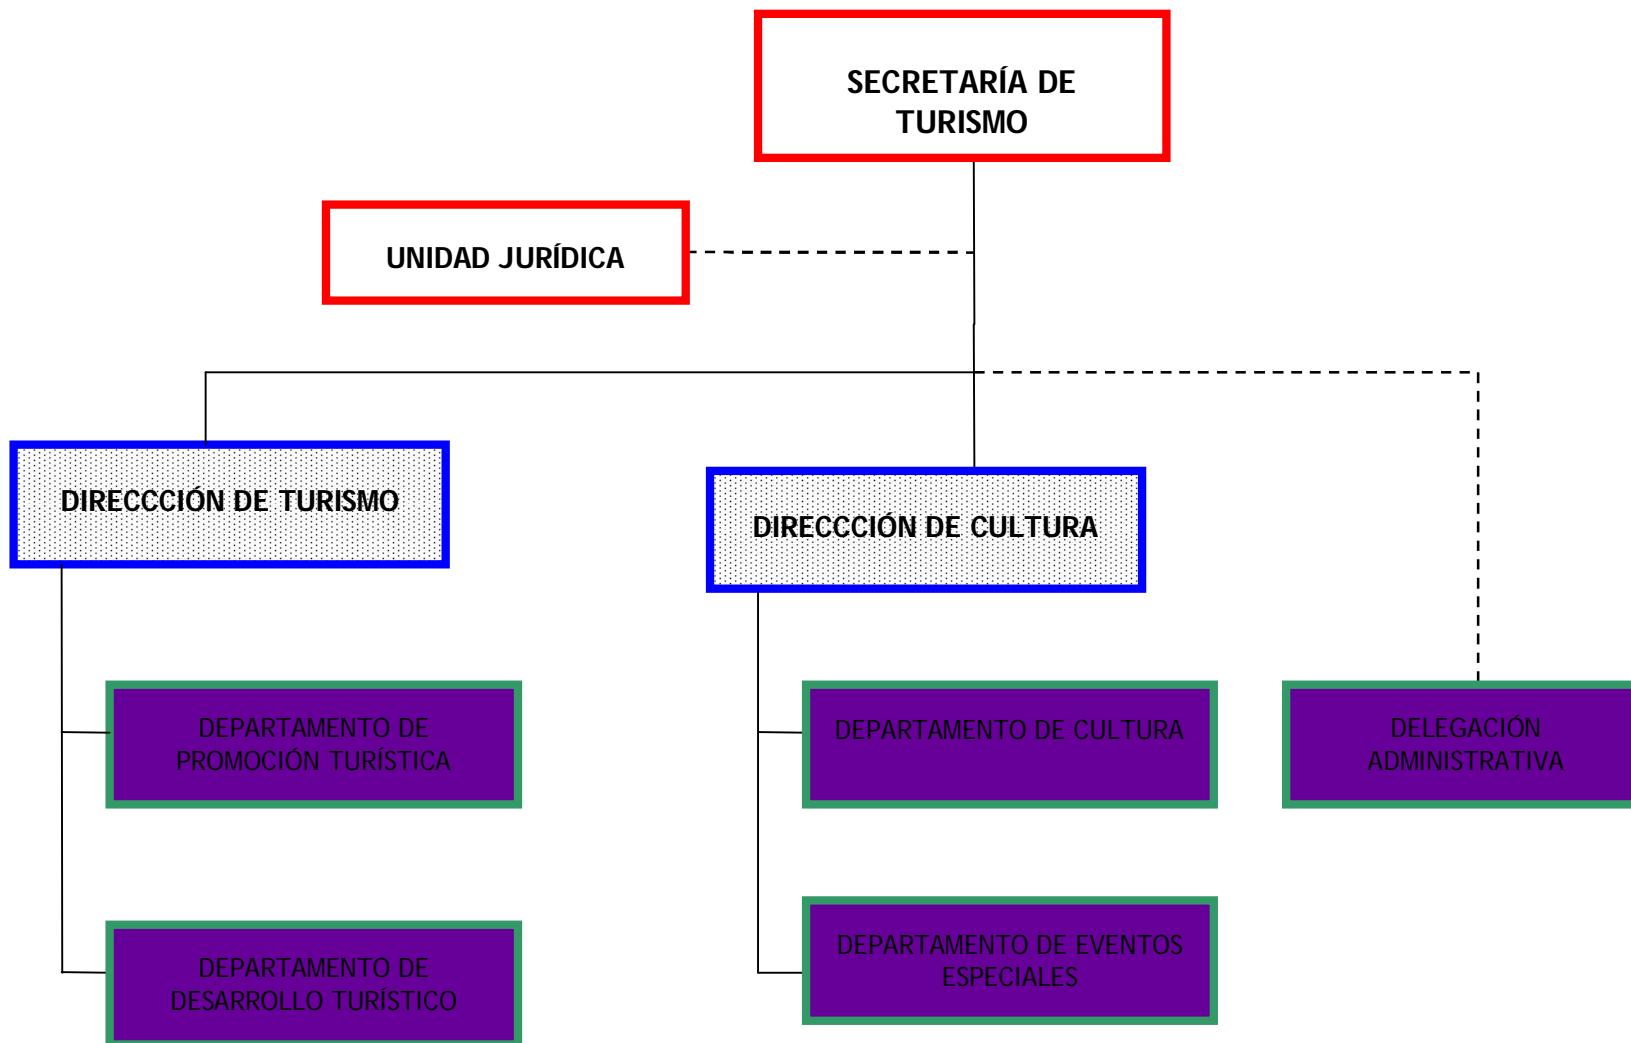 SECRETARÍA DE
TURISMO
UNIDAD JURÍDICA
DIRECCCIÓN DE TURISMO
DIRECCCIÓN DE CULTURA
DEPARTAMENTO DE
PROMOCIÓN TURÍSTICA
DEPARTAMENTO DE CULTURA
DELEGACIÓN
ADMINISTRATIVA
DEPARTAMENTO DE
DESARROLLO TURÍSTICO
DEPARTAMENTO DE EVENTOS
ESPECIALES